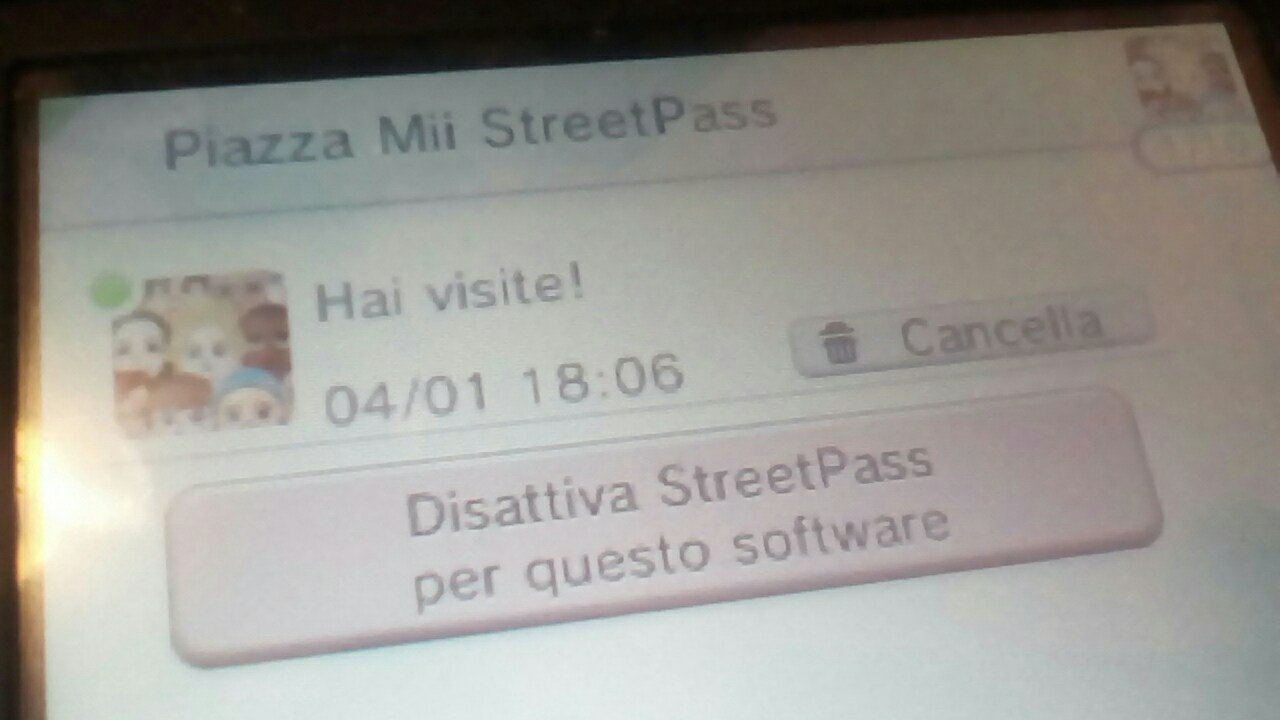 Piazza Mii StreetPass
Hai visite!
04/01 18:06
Cancella
Disattiva StreetPass
per questo software